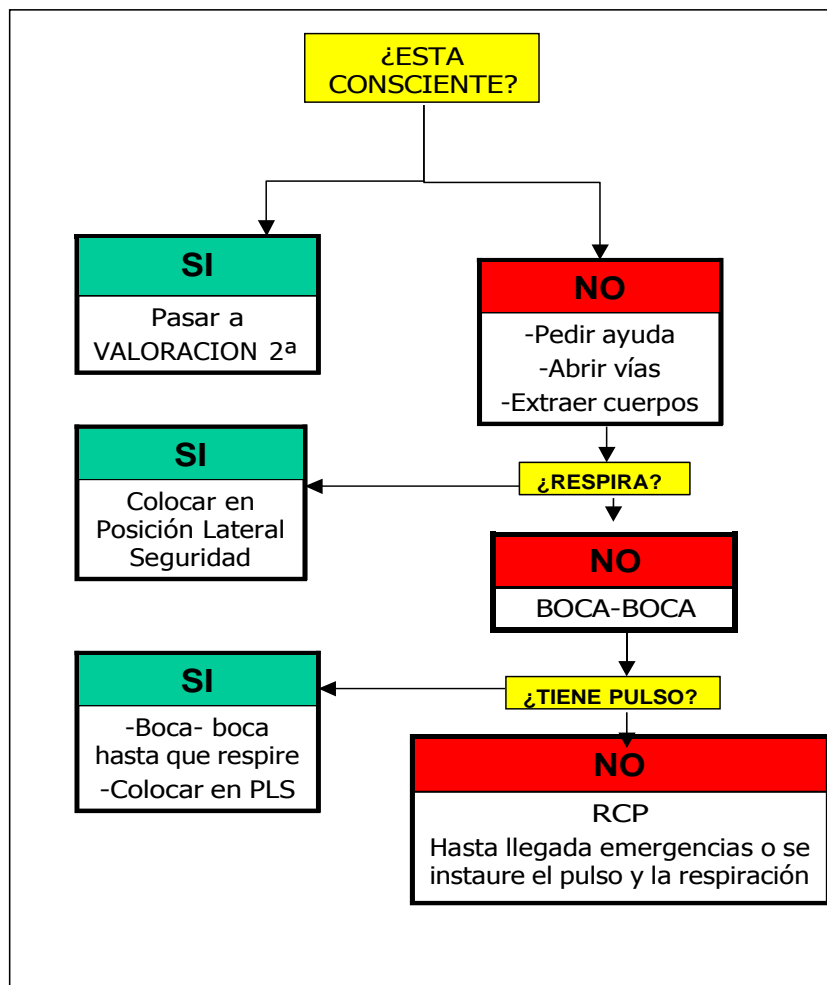 ¿ESTA
CONSCIENTE?
SI
Pasar a
VALORACION 2ª
NO
-Pedir ayuda
-Abrir vías
-Extraer cuerpos
¿RESPIRA?
SI
Colocar en
Posición Lateral
Seguridad
NO
BOCA-BOCA
¿TIENE PULSO?
SI
-Boca- boca
hasta que respire
-Colocar en PLS
NO
RCP
Hasta llegada emergencias o se
instaure el pulso y la respiración